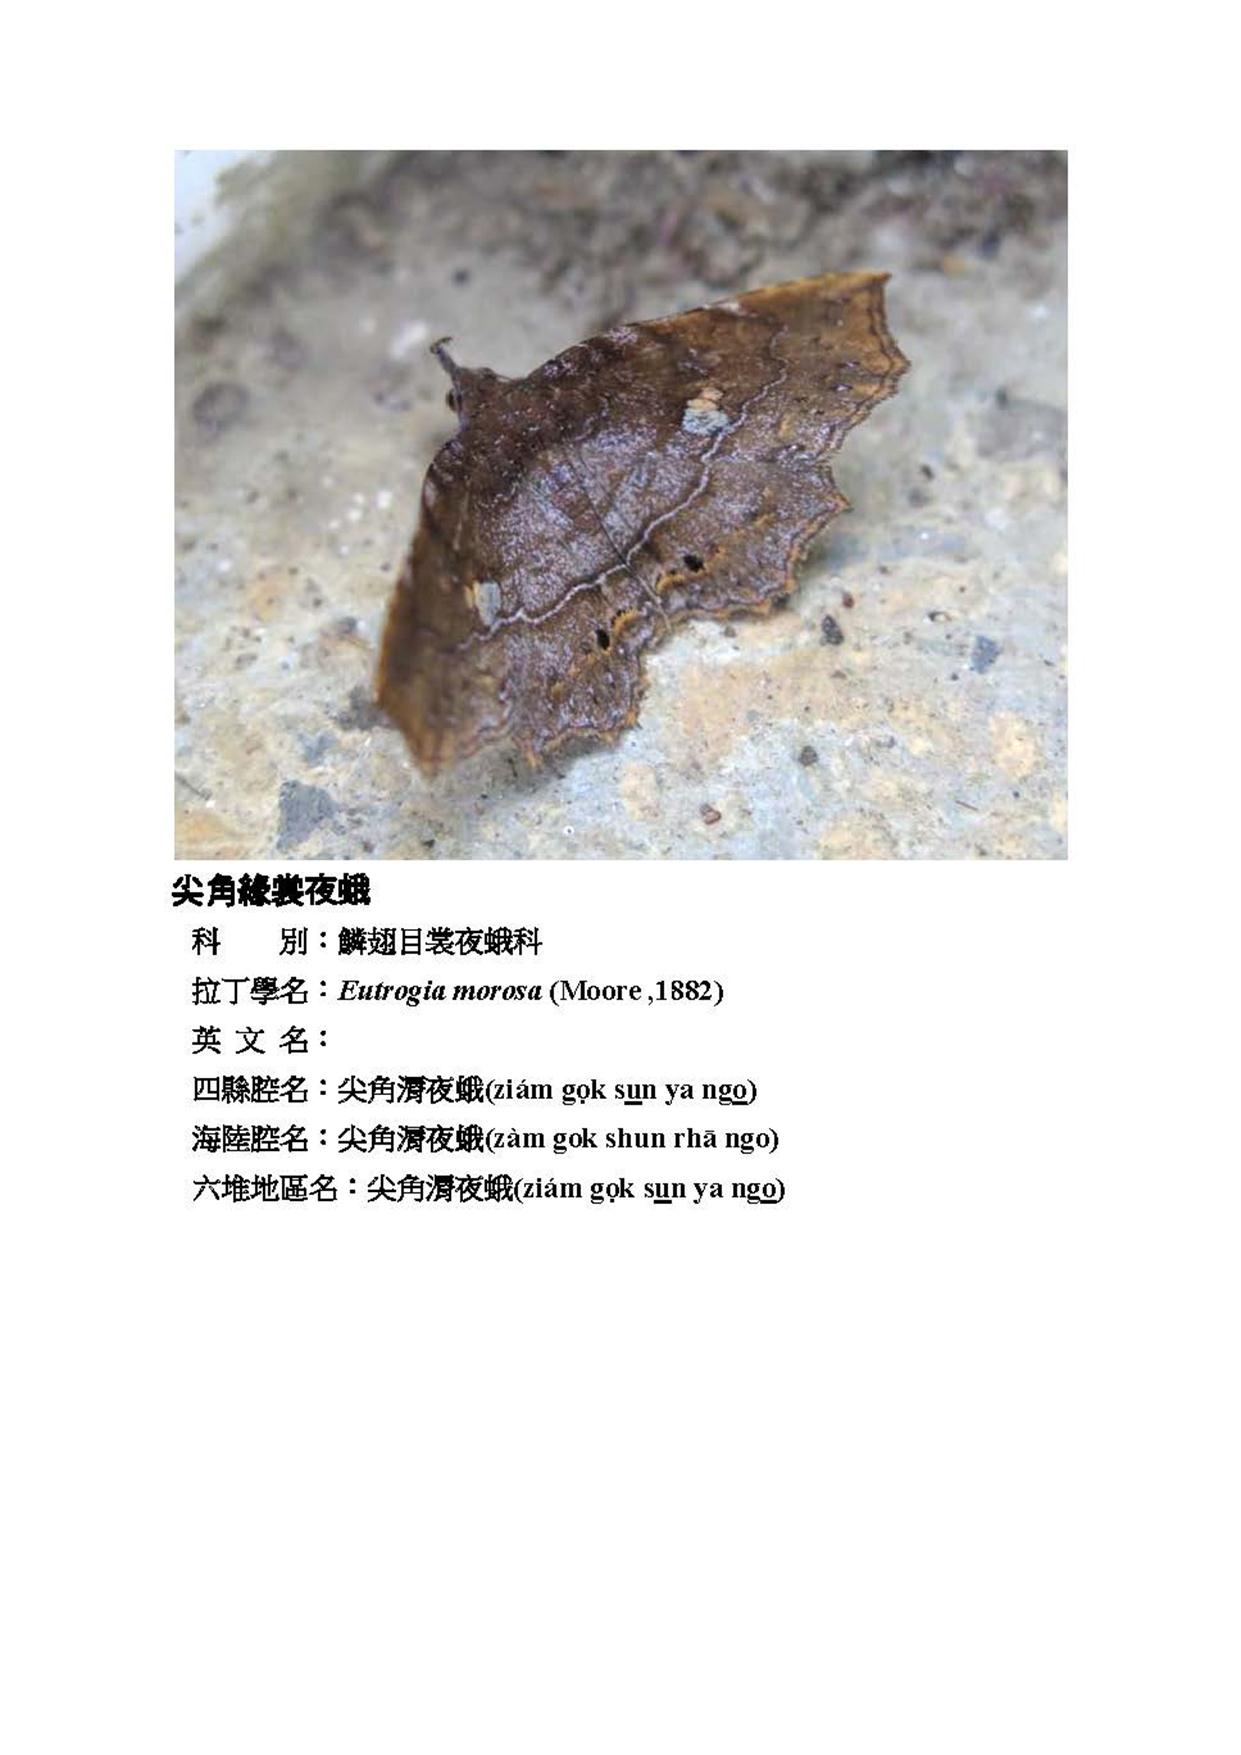 尖角緣裳夜蛾
科　　別：鱗翅目裳夜蛾科
拉丁學名：Eutrogia morosa (Moore ,1882)
英 文 名：
四縣腔名：尖角漘夜蛾(ziám gọk sun ya ngo)
海陸腔名：尖角漘夜蛾(zàm gok shun rhā ngo)
六堆地區名：尖角漘夜蛾(ziám gọk sun ya ngo)